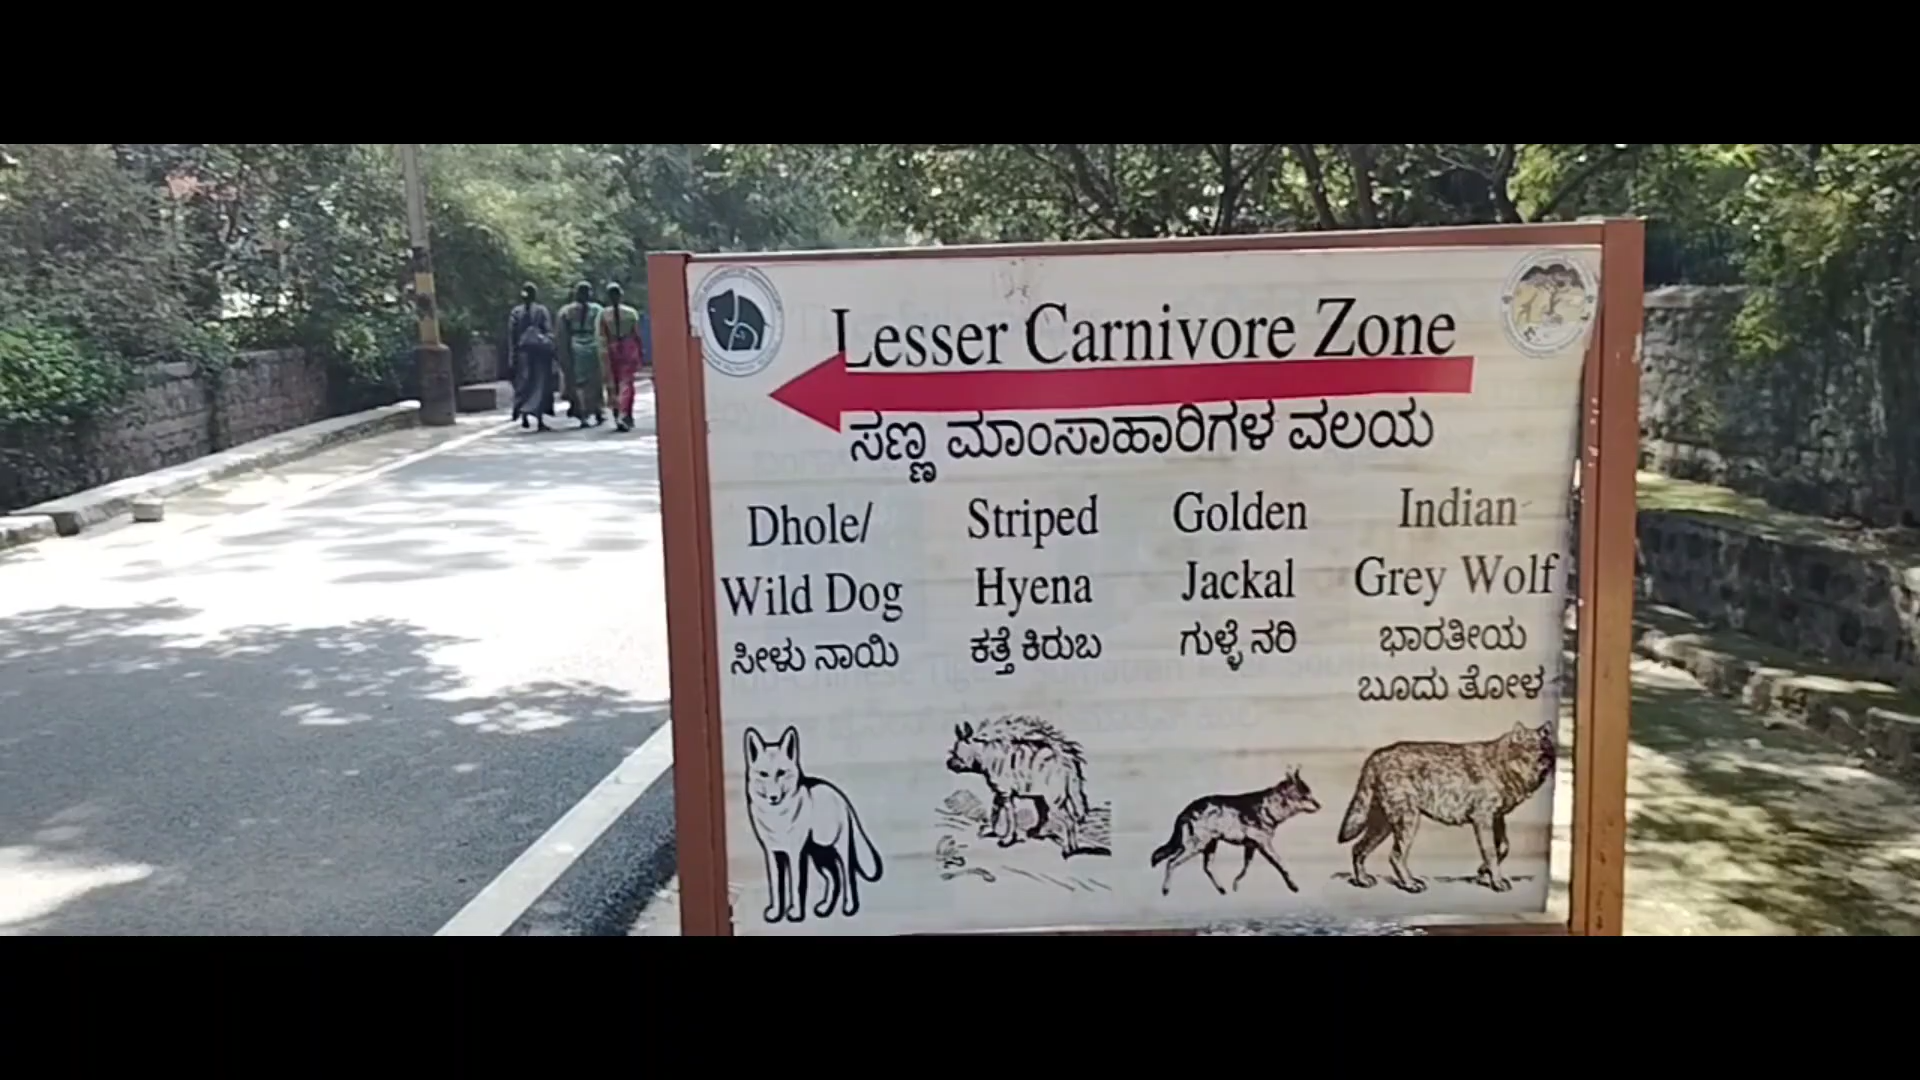 Lesser Carnivore Zone
ಸಣ್ಣ ಮಾಂಸಾಹಾರಿಗಳ ವಲಯ
Dhole/
Wild Dog
ಸೀಳು ನಾಯಿ
Striped
Hyena
ಕತ್ತೆ ಕಿರುಬ
Golden
Jackal
ಗುಳ್ಳೆ ನರಿ
Indian
Grey Wolf
ಭಾರತೀಯ
ಬೂದು ತೋಳ